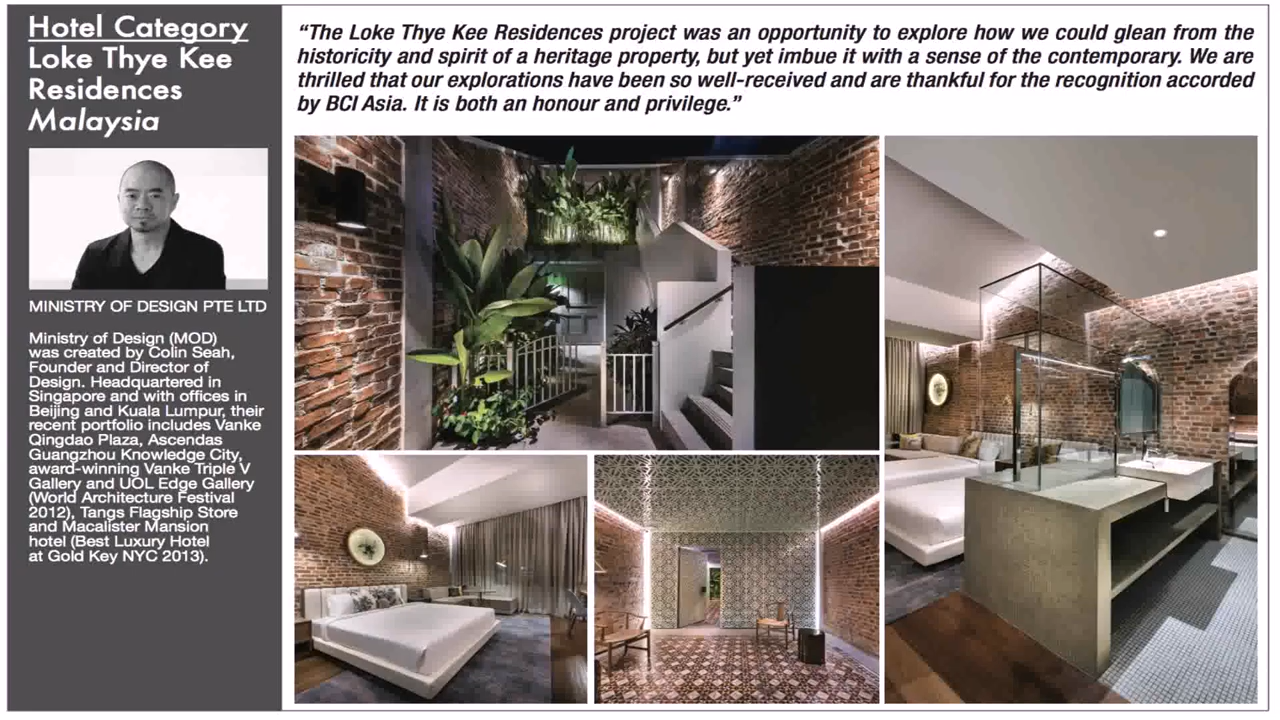 Hotel Category
Loke Thye Kee
Residences
Malaysia
MINISTRY OF DESIGN PTE LTD
Ministry of Design (MOD)
was created by Colin Seah,
Founder and Director of
Design. Headquartered in
Singapore and with offices in
Beijing and Kuala Lumpur, their
recent portfolio includes Vanke
Qingdao Plaza, Ascendas
Guangzhou Knowledge City,
award-winning Vanke Triple V
Gallery and UOL Edge Gallery
(World Architecture Festival
2012), Tangs Flagship Store
and Macalister Mansion
hotel (Best Luxury Hotel
at Gold Key NYC 2013).
“The Loke Thye Kee Residences project was an opportunity to explore how we could glean from the
historicity and spirit of a heritage property, but yet imbue it with a sense of the contemporary. We are
thrilled that our explorations have been so well-received and are thankful for the recognition accorded
by BCI Asia. It is both an honour and privilege.”